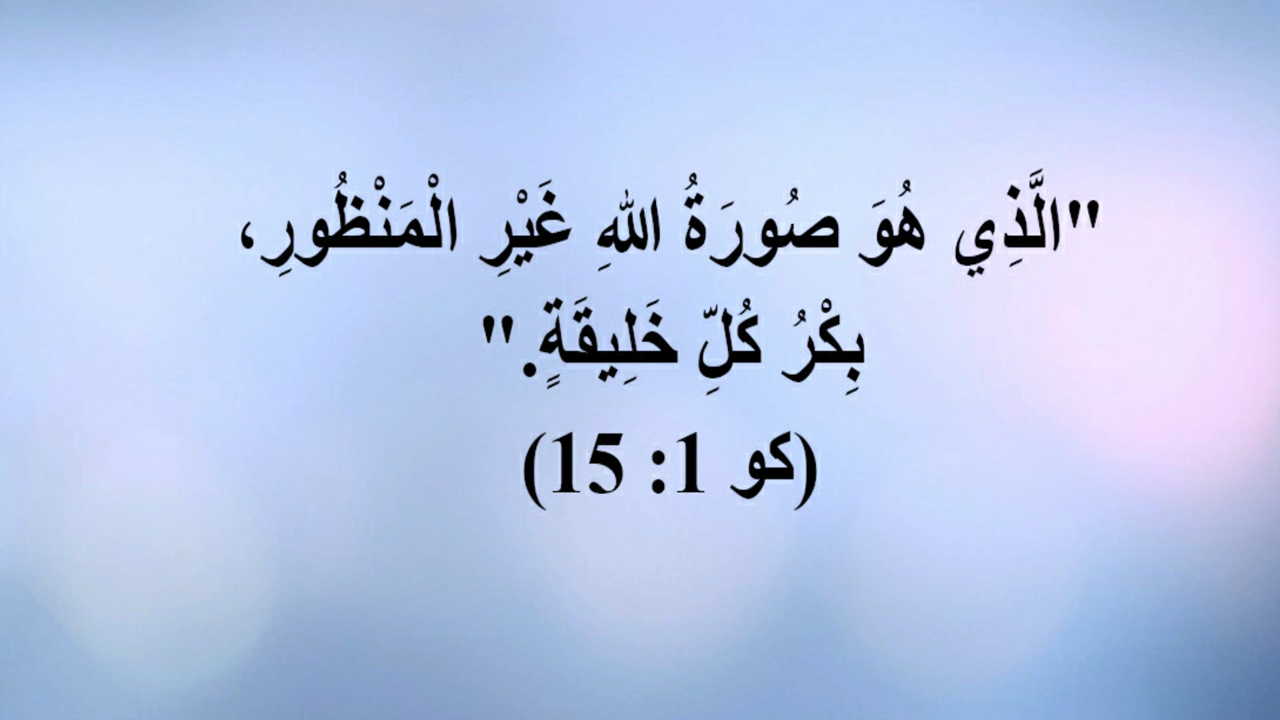 "الَّذِي هُوَ صُورَةُ اللهِ غَيْرِ الْمَنْظُورِ،
بِكْرُ كُلِّ خَلِيقَةٍ."
(كو 1: 15)